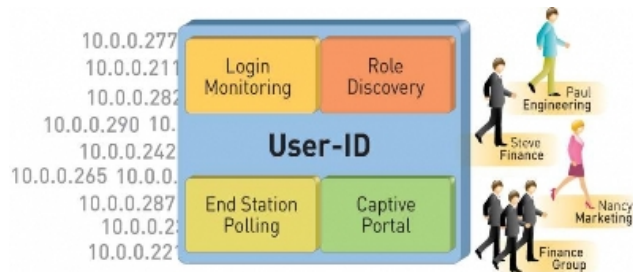 10.0.0.277
10.0.0.211
10.0.0.282
10.0.0.290 10.
10.0.0.242
10.0.0.265 10.0.0.
10.0.0.287
10.0.0.2
10.0.0.22
Login
Monitoring
Role
Discovery
User-ID
End Station
Polling
Captive
Portal
Paul
Engineering
Steve
Finance
Nancy
Marketing
Finance
Group